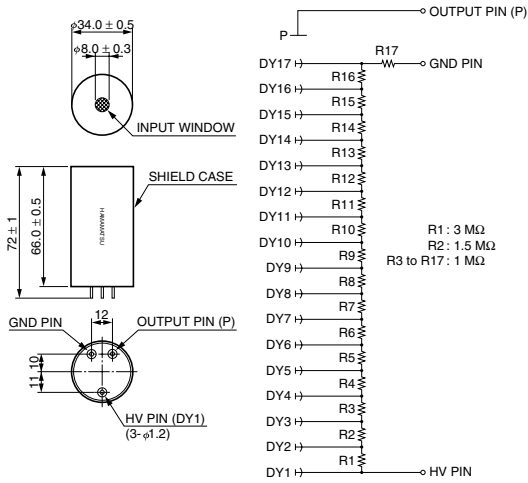 φ34.0 ± 0.5
φ8.0 ± 0.3
INPUT WINDOW
72 ± 1
66.0 ± 0.5
SHIELD CASE
HAMAMATSU
12
GND PIN
OUTPUT PIN (P)
11 10
HV PIN (DY1)
(3- φ1.2)
OUTPUT PIN (P)
P
R17
DY17
GND PIN
R16
DY16
R15
DY15
R14
DY14
R13
DY13
R12
DY12
R11
DY11
R10
DY10
R9
DY9
R8
DY8
R7
DY7
R6
DY6
R5
DY5
R4
DY4
R3
DY3
R2
DY2
R1
DY1
HV PIN
R1 : 3 MΩ
R2 : 1.5 MΩ
R3 to R17 : 1 MΩ